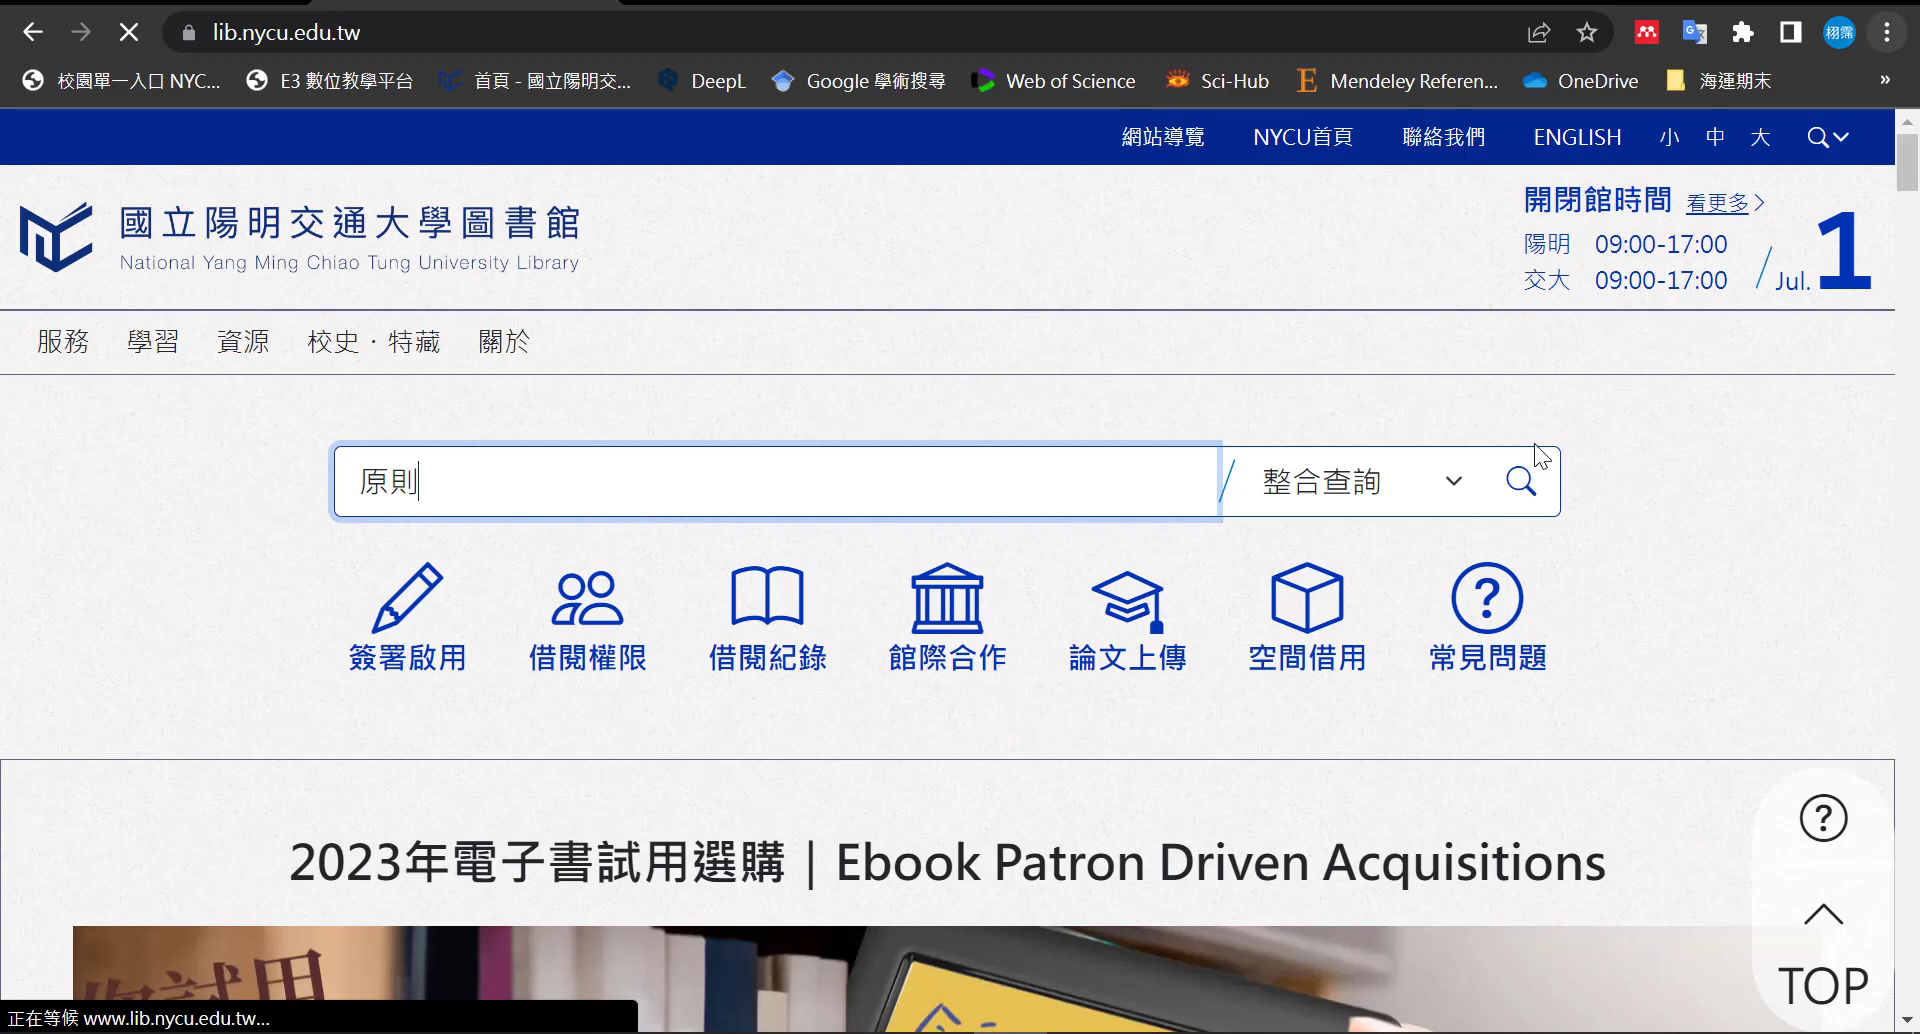 lib.nycu.edu.tw
栩霈
校園單一入口 NYC... E3 數位教學平台 首頁 - 國立陽明交... DeepL Google 學術搜尋 Web of Science Sci-Hub Mendeley Referen... OneDrive 海運期末 »
網站導覽 NYCU首頁 聯絡我們 ENGLISH 小 中 大
國立陽明交通大學圖書館
National Yang Ming Chiao Tung University Library
開閉館時間 看更多
陽明 09:00-17:00
交大 09:00-17:00
/ Jul. 1
服務 學習 資源 校史・特藏 關於
原則 / 整合查詢
簽署啟用 借閱權限 借閱紀錄 館際合作 論文上傳 空間借用 常見問題
2023年電子書試用選購 | Ebook Patron Driven Acquisitions
試用
TOP
正在等候 www.lib.nycu.edu.tw...